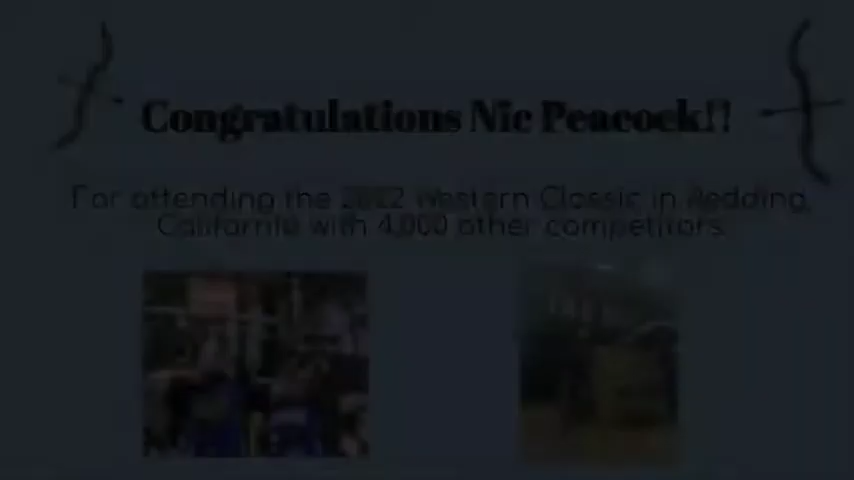 Congratulations Nic Peacock!!
For attending the 2022 Western Classic in Redding,
California with 4,000 other competitors.